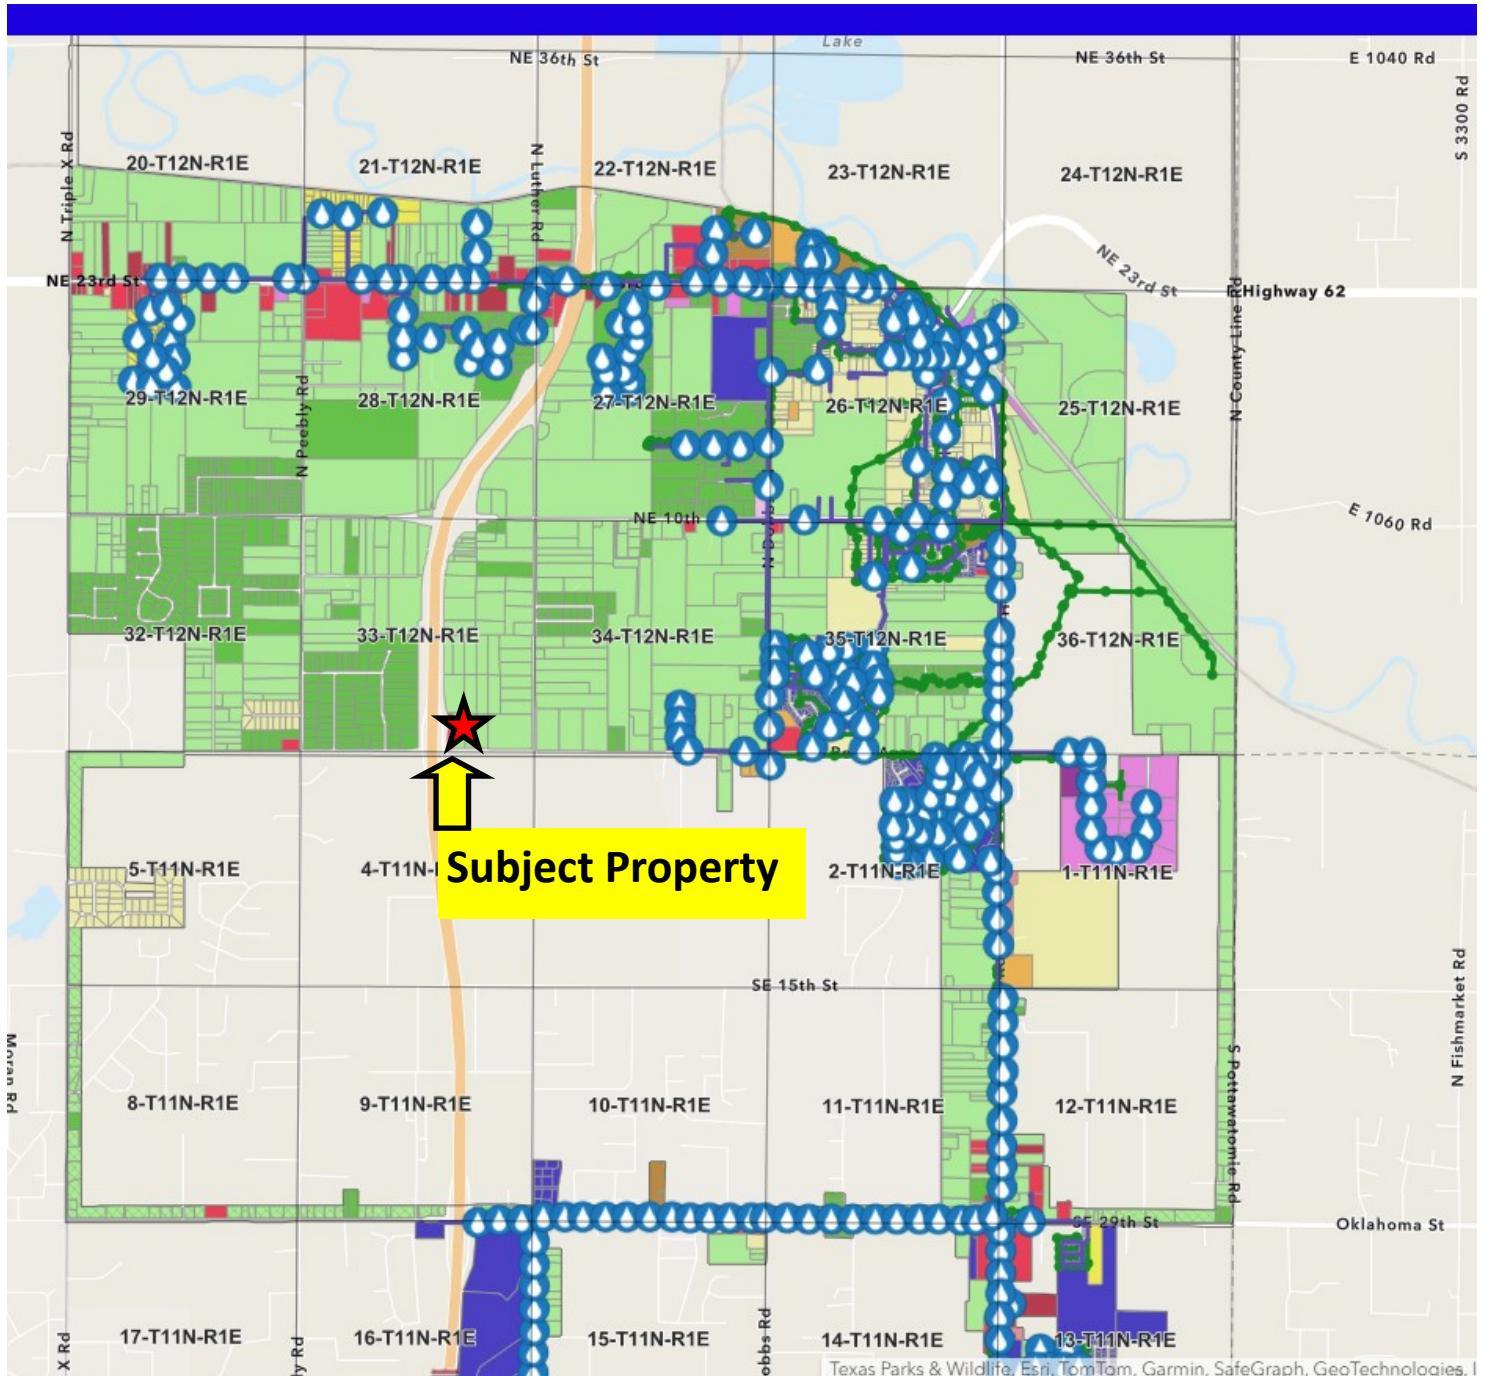 Lake
NE 36th St
NE 36th St
E 1040 Rd
S 3300 Rd
N Triple X Rd
20-T12N-R1E
21-T12N-R1E
N Luther Rd
22-T12N-R1E
23-T12N-R1E
24-T12N-R1E
NE 23rd St
NE 23rd St
Highway 62
N County Line Rd
N Peebly Rd
29-T12N-R1E
28-T12N-R1E
27-T12N-R1E
26-T12N-R1E
25-T12N-R1E
NE 10th
E 1060 Rd
32-T12N-R1E
33-T12N-R1E
34-T12N-R1E
35-T12N-R1E
36-T12N-R1E
Subject Property
5-T11N-R1E
4-T11N-
2-T11N-R1E
1-T11N-R1E
SE 15th St
Moran Rd
N Fishmarket Rd
S Pottawatomie Rd
8-T11N-R1E
9-T11N-R1E
10-T11N-R1E
11-T11N-R1E
12-T11N-R1E
SE 29th St
Oklahoma St
17-T11N-R1E
16-T11N-R1E
15-T11N-R1E
14-T11N-R1E
13-T11N-R1E
X Rd
ly Rd
obbs Rd
Texas Parks & Wildlife, Esri, TomTom, Garmin, SafeGraph, GeoTechnologies, I